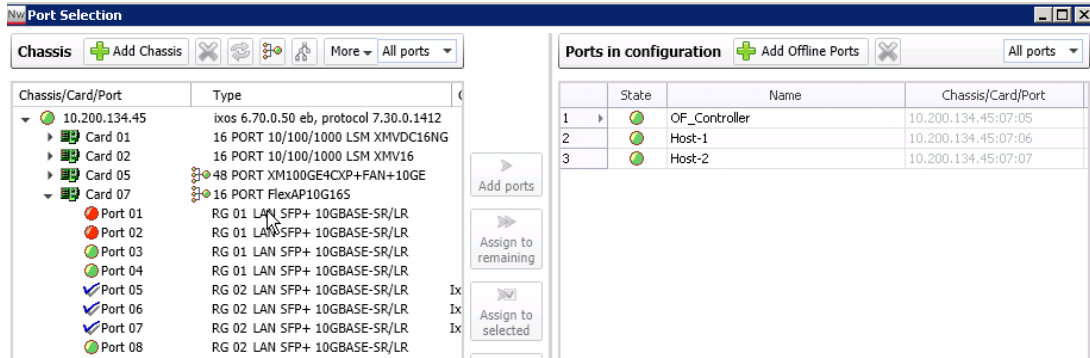 Nw Port Selection
Chassis Add Chassis More All ports
Chassis/Card/Port Type
10.200.134.45 ixos 6.70.0.50 eb, protocol 7.30.0.1412
Card 01 16 PORT 10/100/1000 LSM XMVDC16NG
Card 02 16 PORT 10/100/1000 LSM XMV16
Card 05 48 PORT XM100GE4CXP+FAN+10GE
Card 07 16 PORT FlexAP10G16S
Port 01 RG 01 LAN SFP+ 10GBASE-SR/LR
Port 02 RG 01 LAN SFP+ 10GBASE-SR/LR
Port 03 RG 01 LAN SFP+ 10GBASE-SR/LR
Port 04 RG 01 LAN SFP+ 10GBASE-SR/LR
Port 05 RG 02 LAN SFP+ 10GBASE-SR/LR Ix
Port 06 RG 02 LAN SFP+ 10GBASE-SR/LR Ix
Port 07 RG 02 LAN SFP+ 10GBASE-SR/LR Ix
Port 08 RG 02 LAN SFP+ 10GBASE-SR/LR
Add ports
Assign to
remaining
Assign to
selected
Ports in configuration Add Offline Ports All ports
State Name Chassis/Card/Port
1 OF_Controller 10.200.134.45:07:05
2 Host-1 10.200.134.45:07:06
3 Host-2 10.200.134.45:07:07